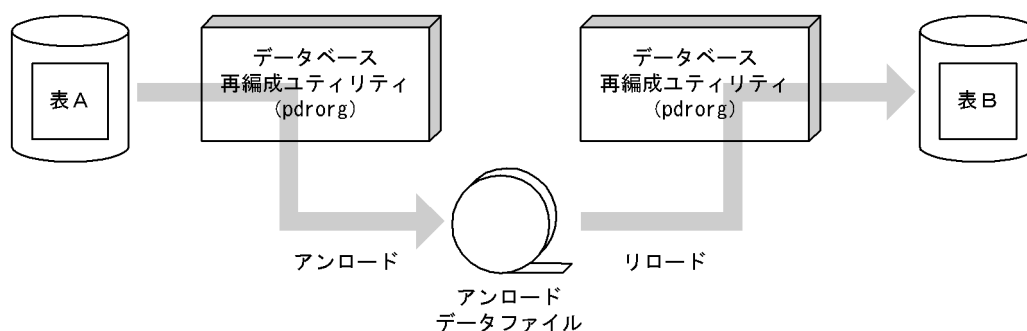 表A
データベース
再編成ユティリティ
(pdrorg)
データベース
再編成ユティリティ
(pdrorg)
表B
アンロード
リロード
アンロード
データファイル